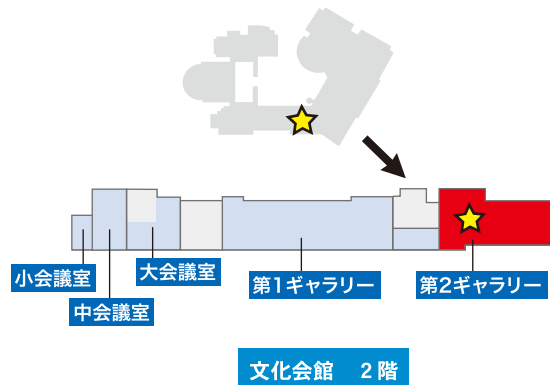 小会議室
中会議室
大会議室
第1ギャラリー
第2ギャラリー
文化会館　2階